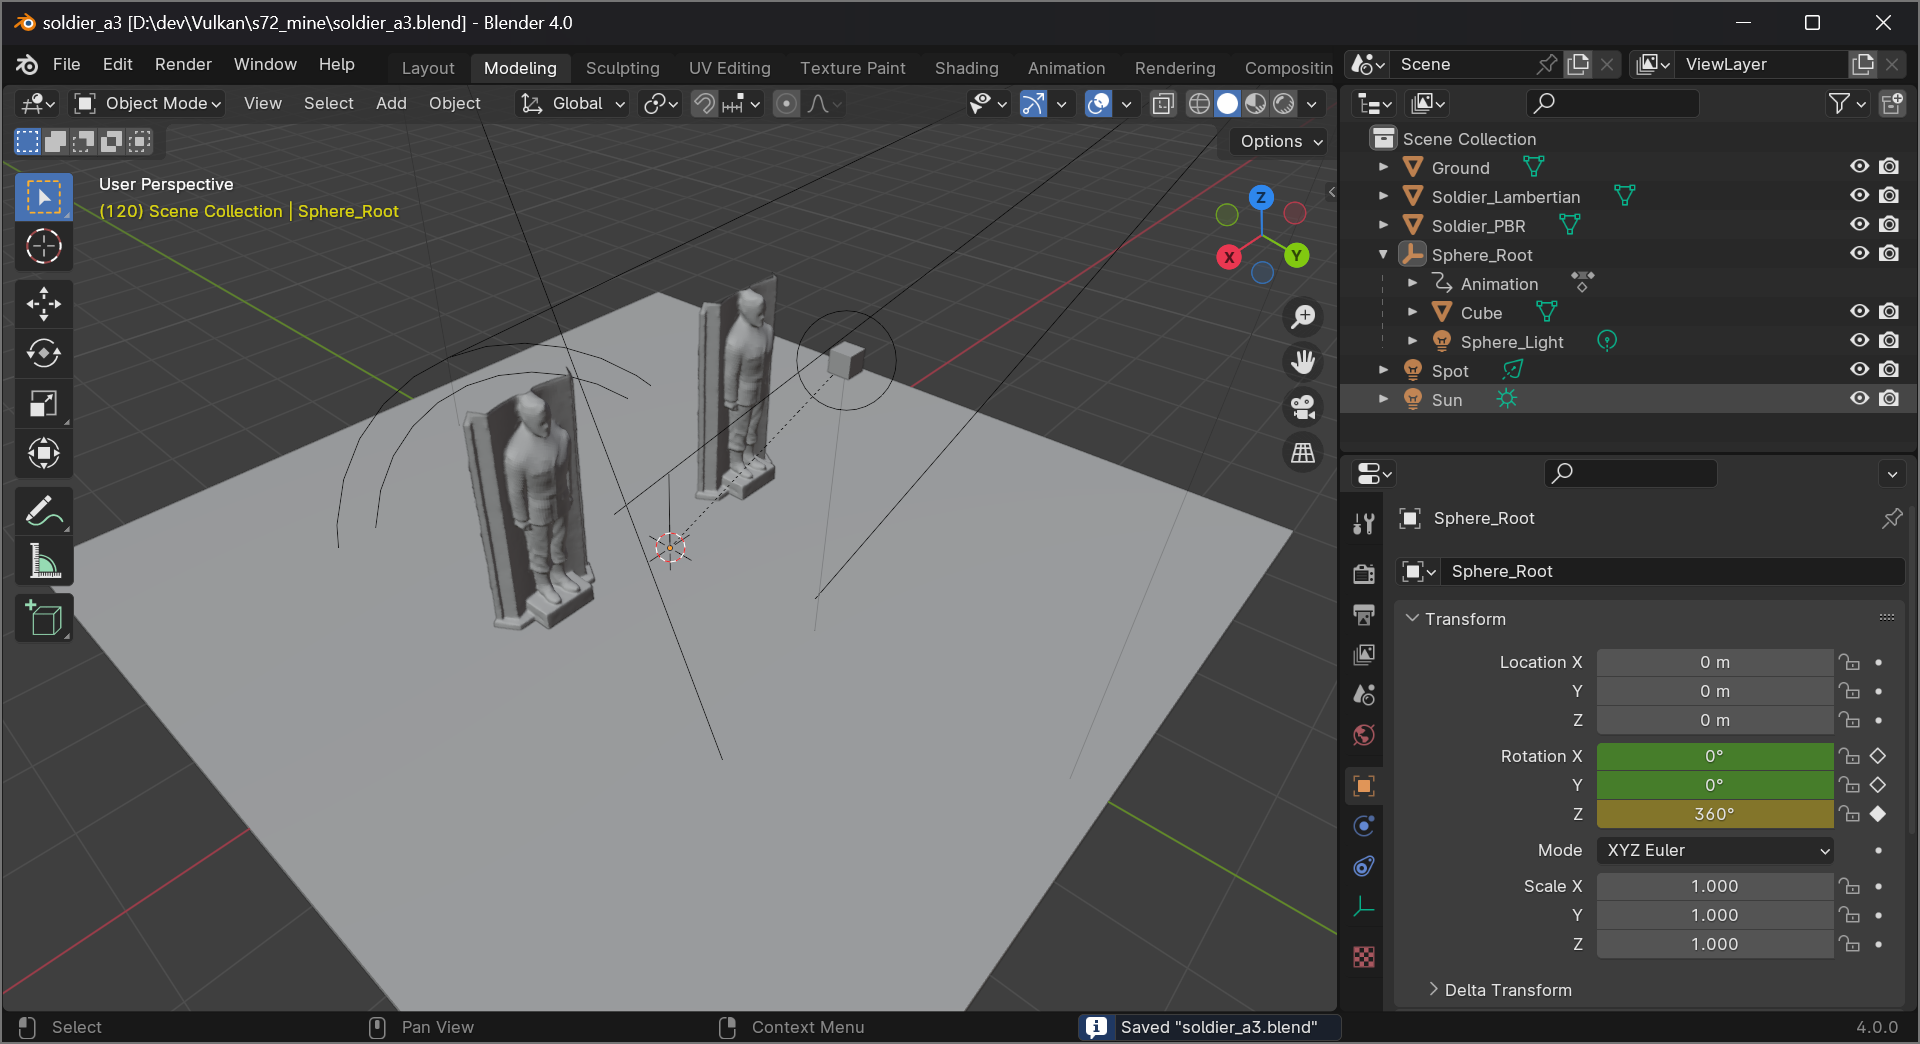 soldier_a3 [D:\dev\Vulkan\s72_mine\soldier_a3.blend] - Blender 4.0
File Edit Render Window Help Layout Modeling Sculpting UV Editing Texture Paint Shading Animation Rendering Compositin
Scene
ViewLayer
Object Mode View Select Add Object Global
Options
User Perspective
(120) Scene Collection | Sphere_Root
Z
X
Y
Scene Collection
Ground
Soldier_Lambertian
Soldier_PBR
Sphere_Root
Animation
Cube
Sphere_Light
Spot
Sun
Sphere_Root
Sphere_Root
Transform
Location X 0 m
Y 0 m
Z 0 m
Rotation X 0°
Y 0°
Z 360°
Mode XYZ Euler
Scale X 1.000
Y 1.000
Z 1.000
Delta Transform
Select Pan View Context Menu Saved "soldier_a3.blend" 4.0.0